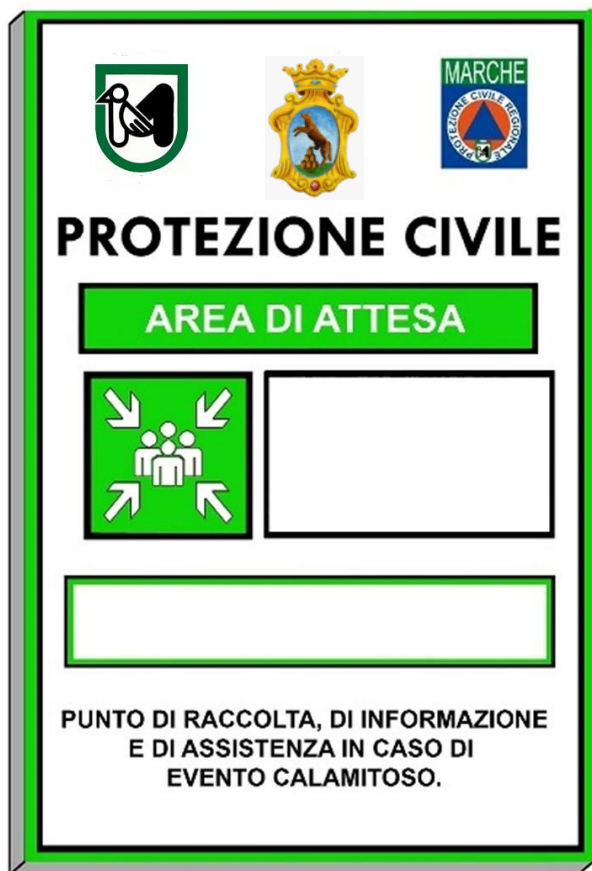 MARCHE
PROTEZIONE CIVILE REGIONALE
PROTEZIONE CIVILE
AREA DI ATTESA
PUNTO DI RACCOLTA, DI INFORMAZIONE
E DI ASSISTENZA IN CASO DI
EVENTO CALAMITOSO.